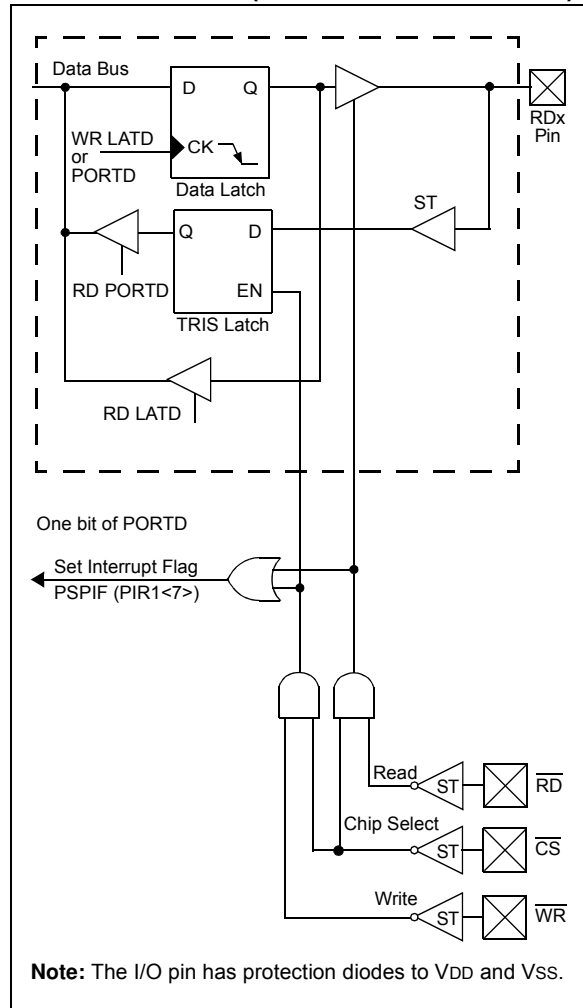 Data Bus
D Q
RDx
Pin
WR LATD
or
PORTD
CK
Data Latch
ST
Q D
RD PORTD
EN
TRIS Latch
RD LATD
One bit of PORTD
Set Interrupt Flag
PSPIF (PIR1<7>)
Read
ST
RD
Chip Select
ST
CS
Write
ST
WR
Note: The I/O pin has protection diodes to VDD and VSS.